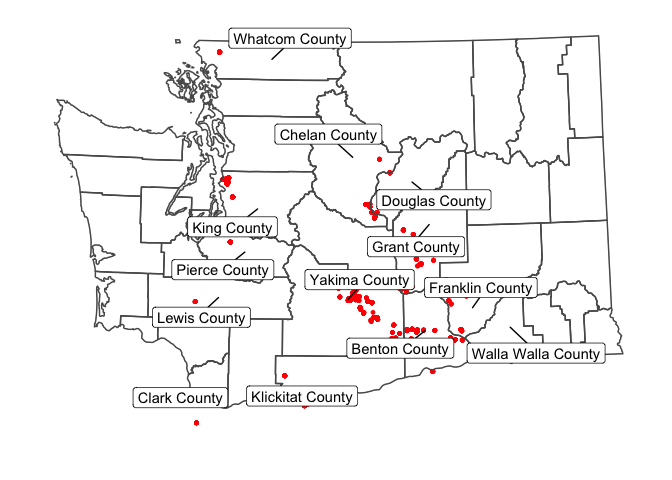 Whatcom County
Chelan County
Douglas County
King County
Grant County
Pierce County
Yakima County
Franklin County
Lewis County
Benton County
Walla Walla County
Clark County
Klickitat County